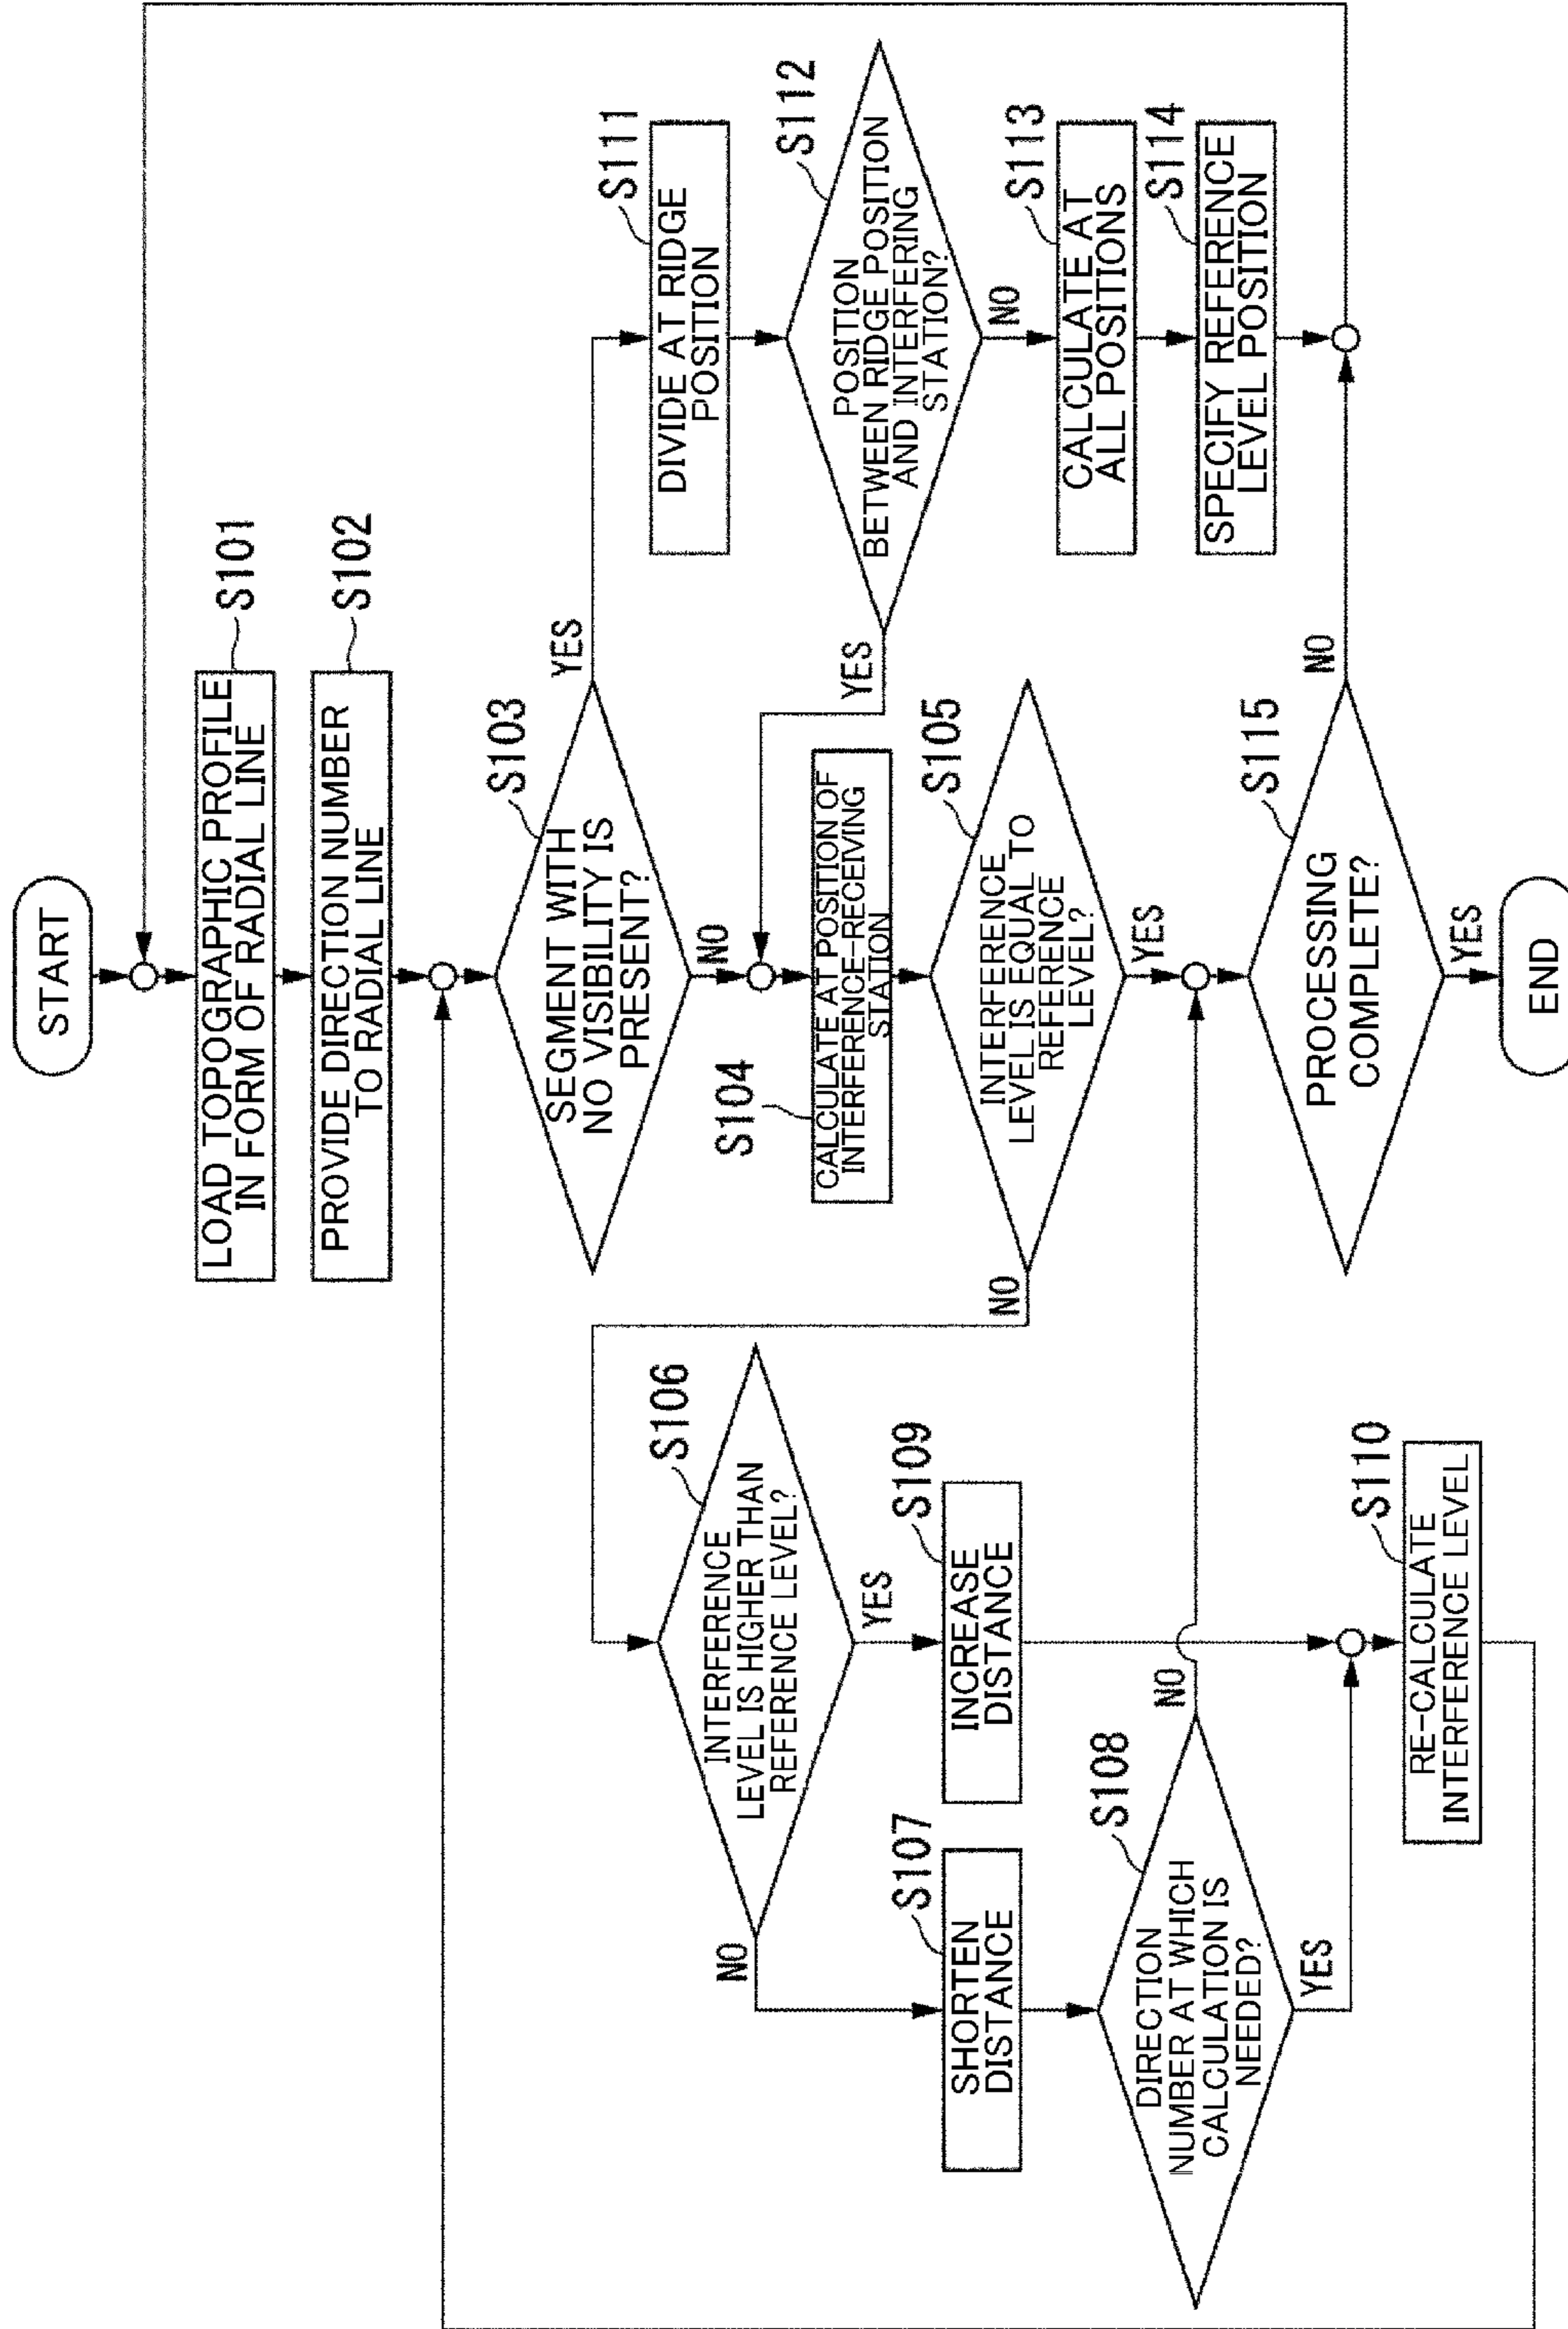 START
LOAD TOPOGRAPHIC PROFILE
IN FORM OF RADIAL LINE
S101
PROVIDE DIRECTION NUMBER
TO RADIAL LINE
S102
SEGMENT WITH
NO VISIBILITY IS
PRESENT?
S103
YES
NO
CALCULATE AT POSITION OF
INTERFERENCE-RECEIVING
STATION
S104
INTERFERENCE
LEVEL IS EQUAL TO
REFERENCE
LEVEL?
S105
NO
YES
INTERFERENCE
LEVEL IS HIGHER THAN
REFERENCE LEVEL?
S106
NO
YES
SHORTEN
DISTANCE
S107
DIRECTION
NUMBER AT WHICH
CALCULATION IS
NEEDED?
S108
NO
YES
INCREASE
DISTANCE
S109
RE-CALCULATE
INTERFERENCE LEVEL
S110
DIVIDE AT RIDGE
POSITION
S111
POSITION
BETWEEN RIDGE POSITION
AND INTERFERING
STATION?
S112
YES
NO
CALCULATE AT
ALL POSITIONS
S113
SPECIFY REFERENCE
LEVEL POSITION
S114
PROCESSING
COMPLETE?
S115
NO
YES
END